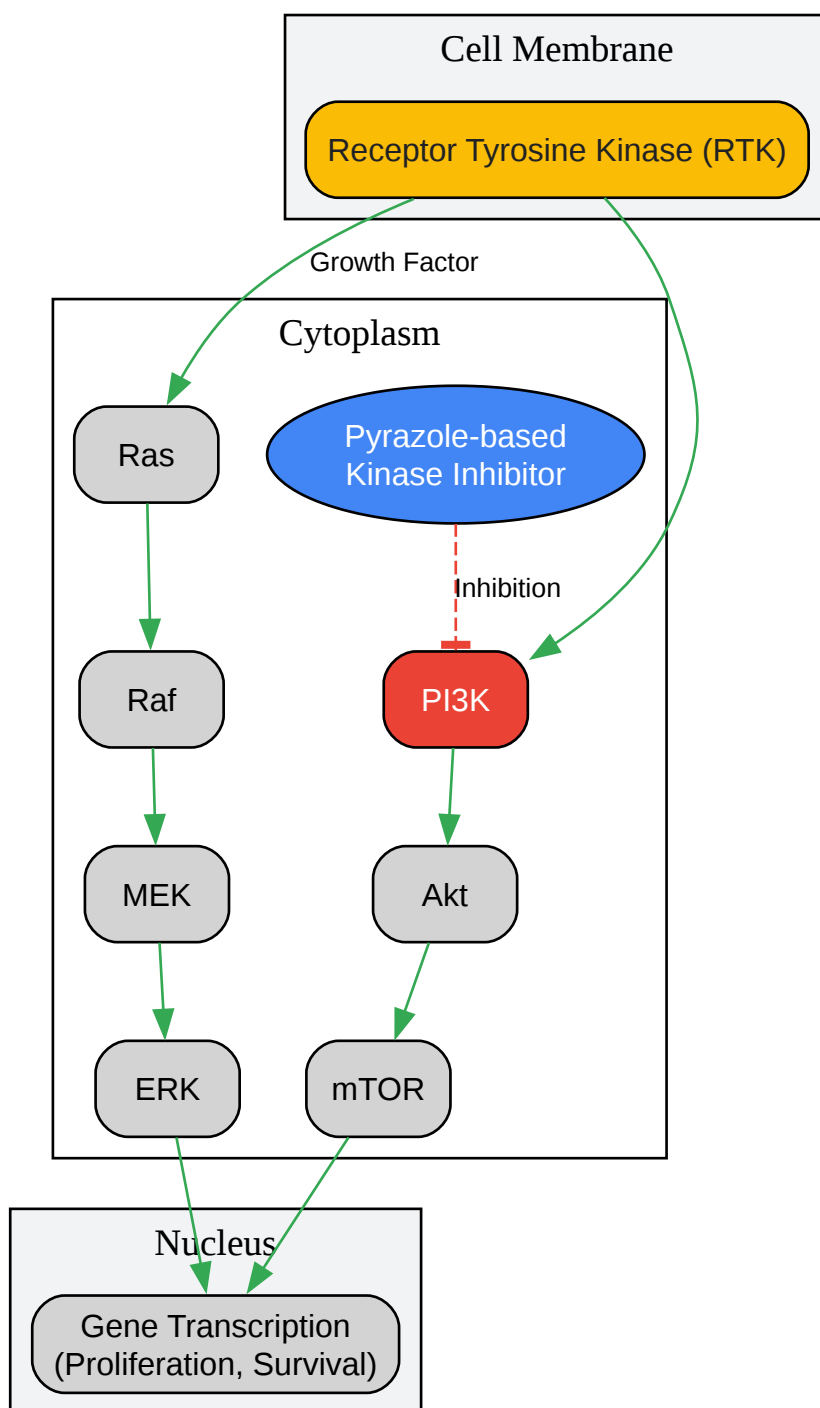 Cell Membrane
Receptor Tyrosine Kinase (RTK)
Growth Factor
Cytoplasm
Ras
Pyrazole-based
Kinase Inhibitor
Inhibition
Raf
PI3K
MEK
Akt
ERK
mTOR
Nucleus
Gene Transcription
(Proliferation, Survival)